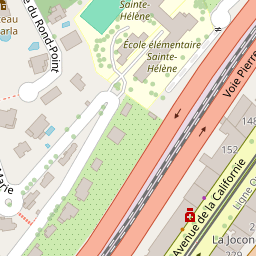 Sainte-
Hélène
École élémentaire
Sainte-
Hélène
du Rond-Point
Voie Pierre
148
152
Avenue de la Californie
Ligne
La Jocon
229